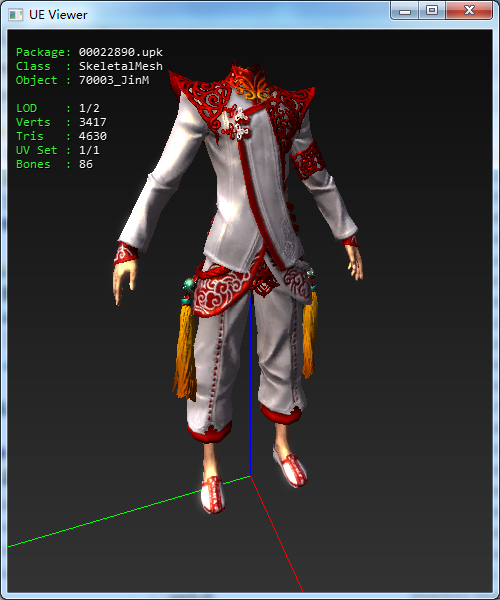 UE Viewer
Package: 00022890.upk
Class : SkeletalMesh
Object : 70003_JinM
LOD : 1/2
Verts : 3417
Tris : 4630
UV Set : 1/1
Bones : 86